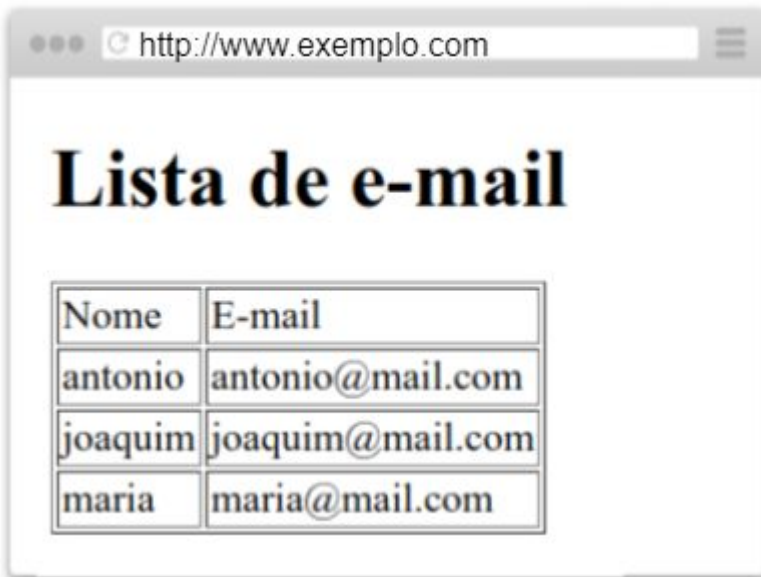 http://www.exemplo.com
Lista de e-mail
Nome E-mail
antonio antonio@mail.com
joaquim joaquim@mail.com
maria maria@mail.com